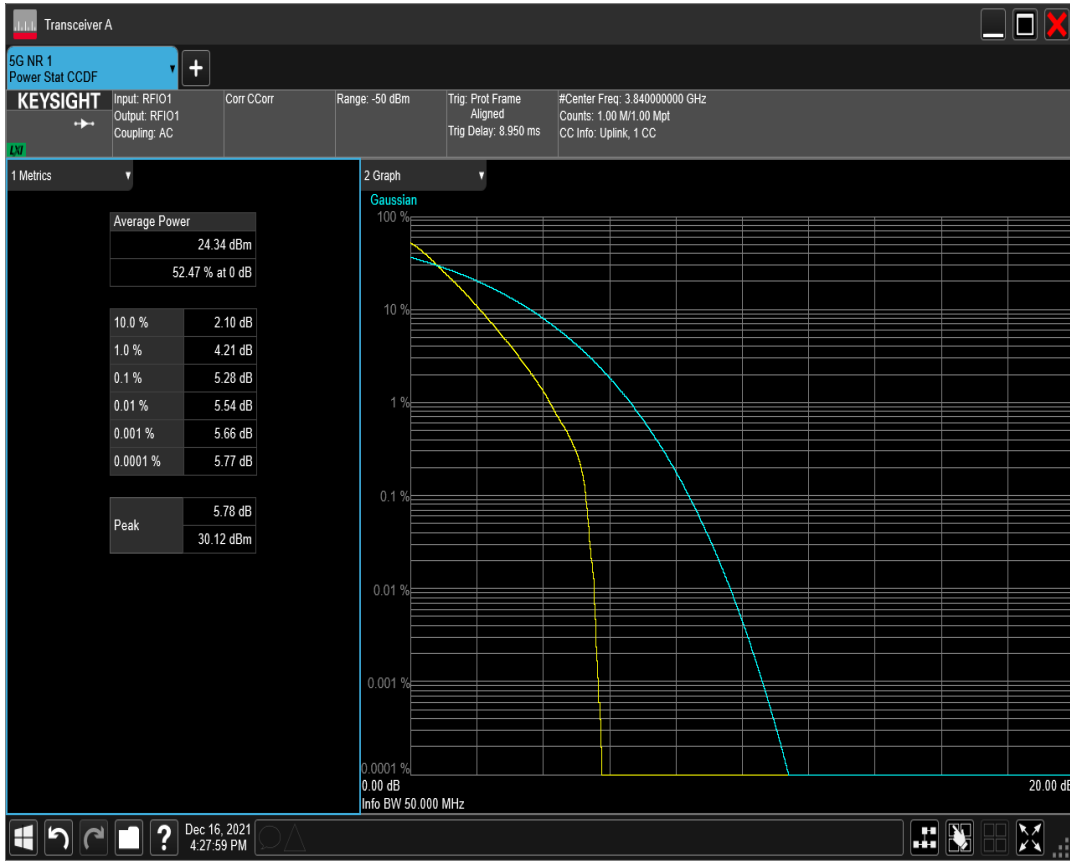 Transceiver A
5G NR 1
Power Stat CCDF
KEYSIGHT
LXI
Input: RFIO1
Output: RFIO1
Coupling: AC
Corr CCorr
Range: -50 dBm
Trig: Prot Frame
Aligned
Trig Delay: 8.950 ms
#Center Freq: 3.840000000 GHz
Counts: 1.00 M/1.00 Mpt
CC Info: Uplink, 1 CC
1 Metrics
Average Power
24.34 dBm
52.47 % at 0 dB
10.0 % 2.10 dB
1.0 % 4.21 dB
0.1 % 5.28 dB
0.01 % 5.54 dB
0.001 % 5.66 dB
0.0001 % 5.77 dB
Peak
5.78 dB
30.12 dBm
2 Graph
Gaussian
100 %
10 %
1 %
0.1 %
0.01 %
0.001 %
0.0001 %
0.00 dB
20.00 dB
Info BW 50.000 MHz
Dec 16, 2021
4:27:59 PM